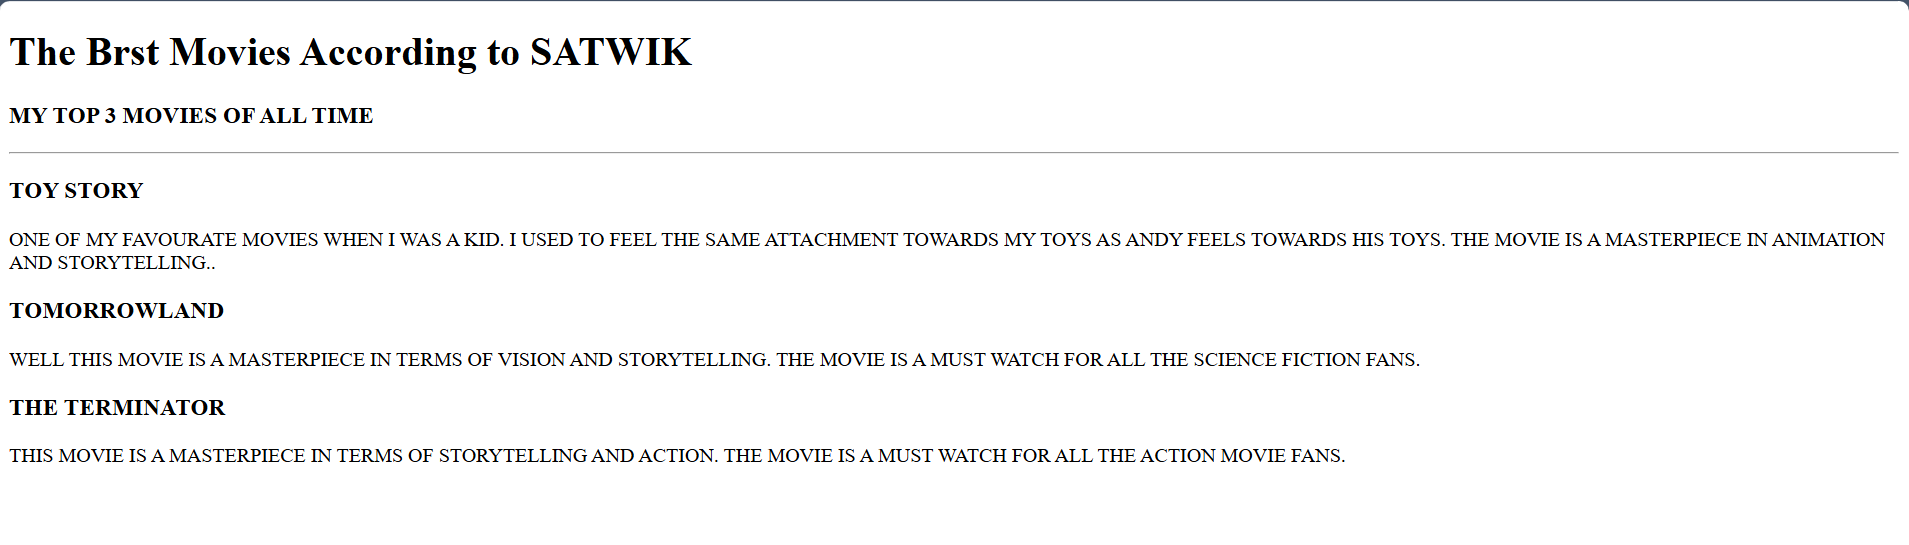 The Brst Movies According to SATWIK
MY TOP 3 MOVIES OF ALL TIME
TOY STORY
ONE OF MY FAVOURATE MOVIES WHEN I WAS A KID. I USED TO FEEL THE SAME ATTACHMENT TOWARDS MY TOYS AS ANDY FEELS TOWARDS HIS TOYS. THE MOVIE IS A MASTERPIECE IN ANIMATION
AND STORYTELLING..
TOMORROWLAND
WELL THIS MOVIE IS A MASTERPIECE IN TERMS OF VISION AND STORYTELLING. THE MOVIE IS A MUST WATCH FOR ALL THE SCIENCE FICTION FANS.
THE TERMINATOR
THIS MOVIE IS A MASTERPIECE IN TERMS OF STORYTELLING AND ACTION. THE MOVIE IS A MUST WATCH FOR ALL THE ACTION MOVIE FANS.